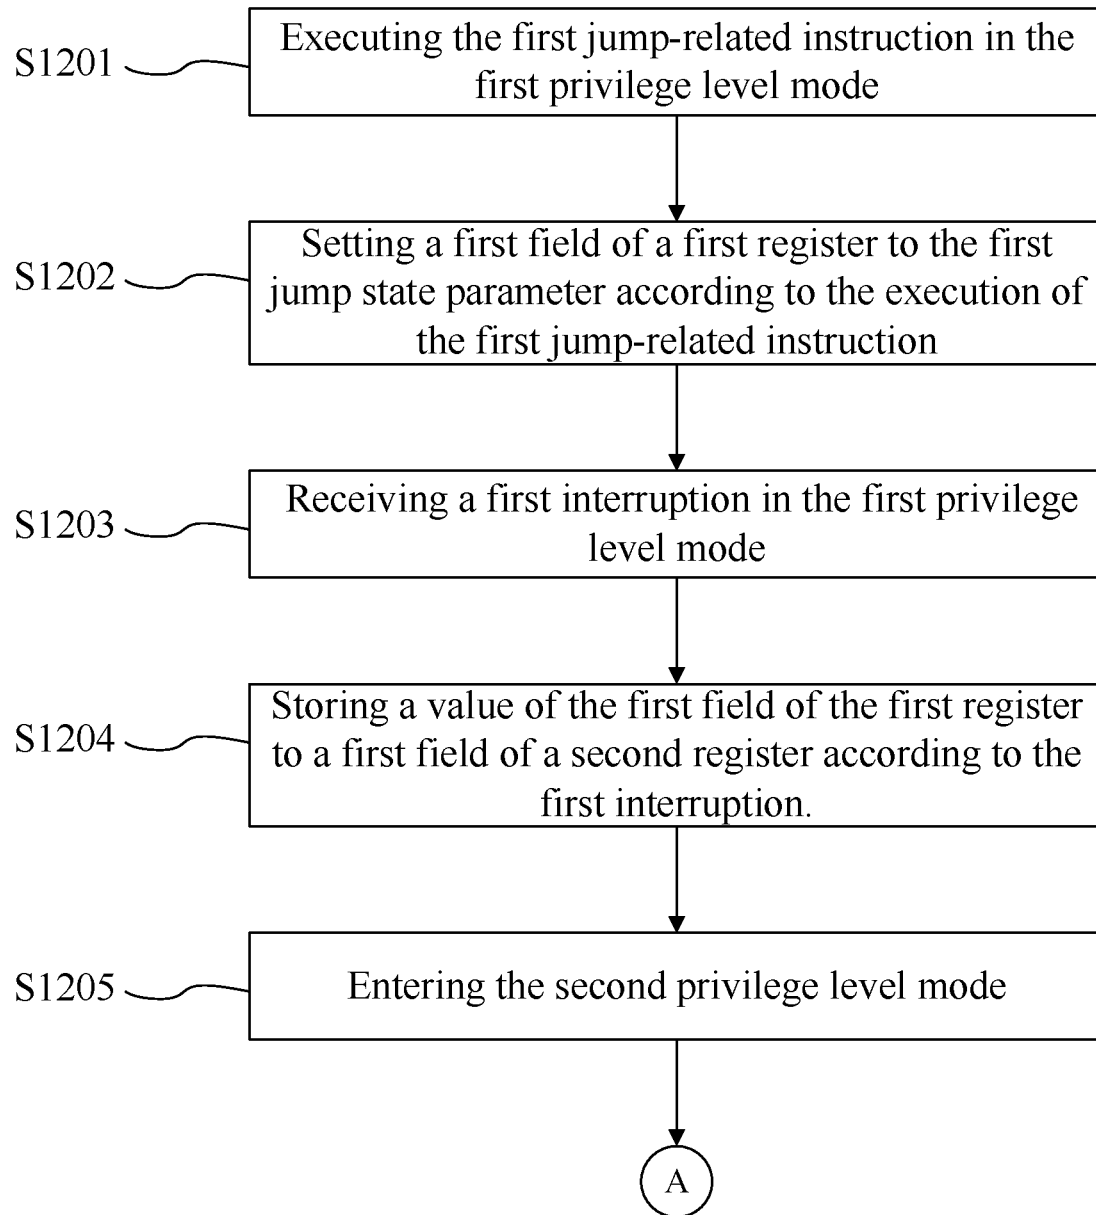 S1201
Executing the first jump-related instruction in the
first privilege level mode
S1202
Setting a first field of a first register to the first
jump state parameter according to the execution of
the first jump-related instruction
S1203
Receiving a first interruption in the first privilege
level mode
S1204
Storing a value of the first field of the first register
to a first field of a second register according to the
first interruption.
S1205
Entering the second privilege level mode
A